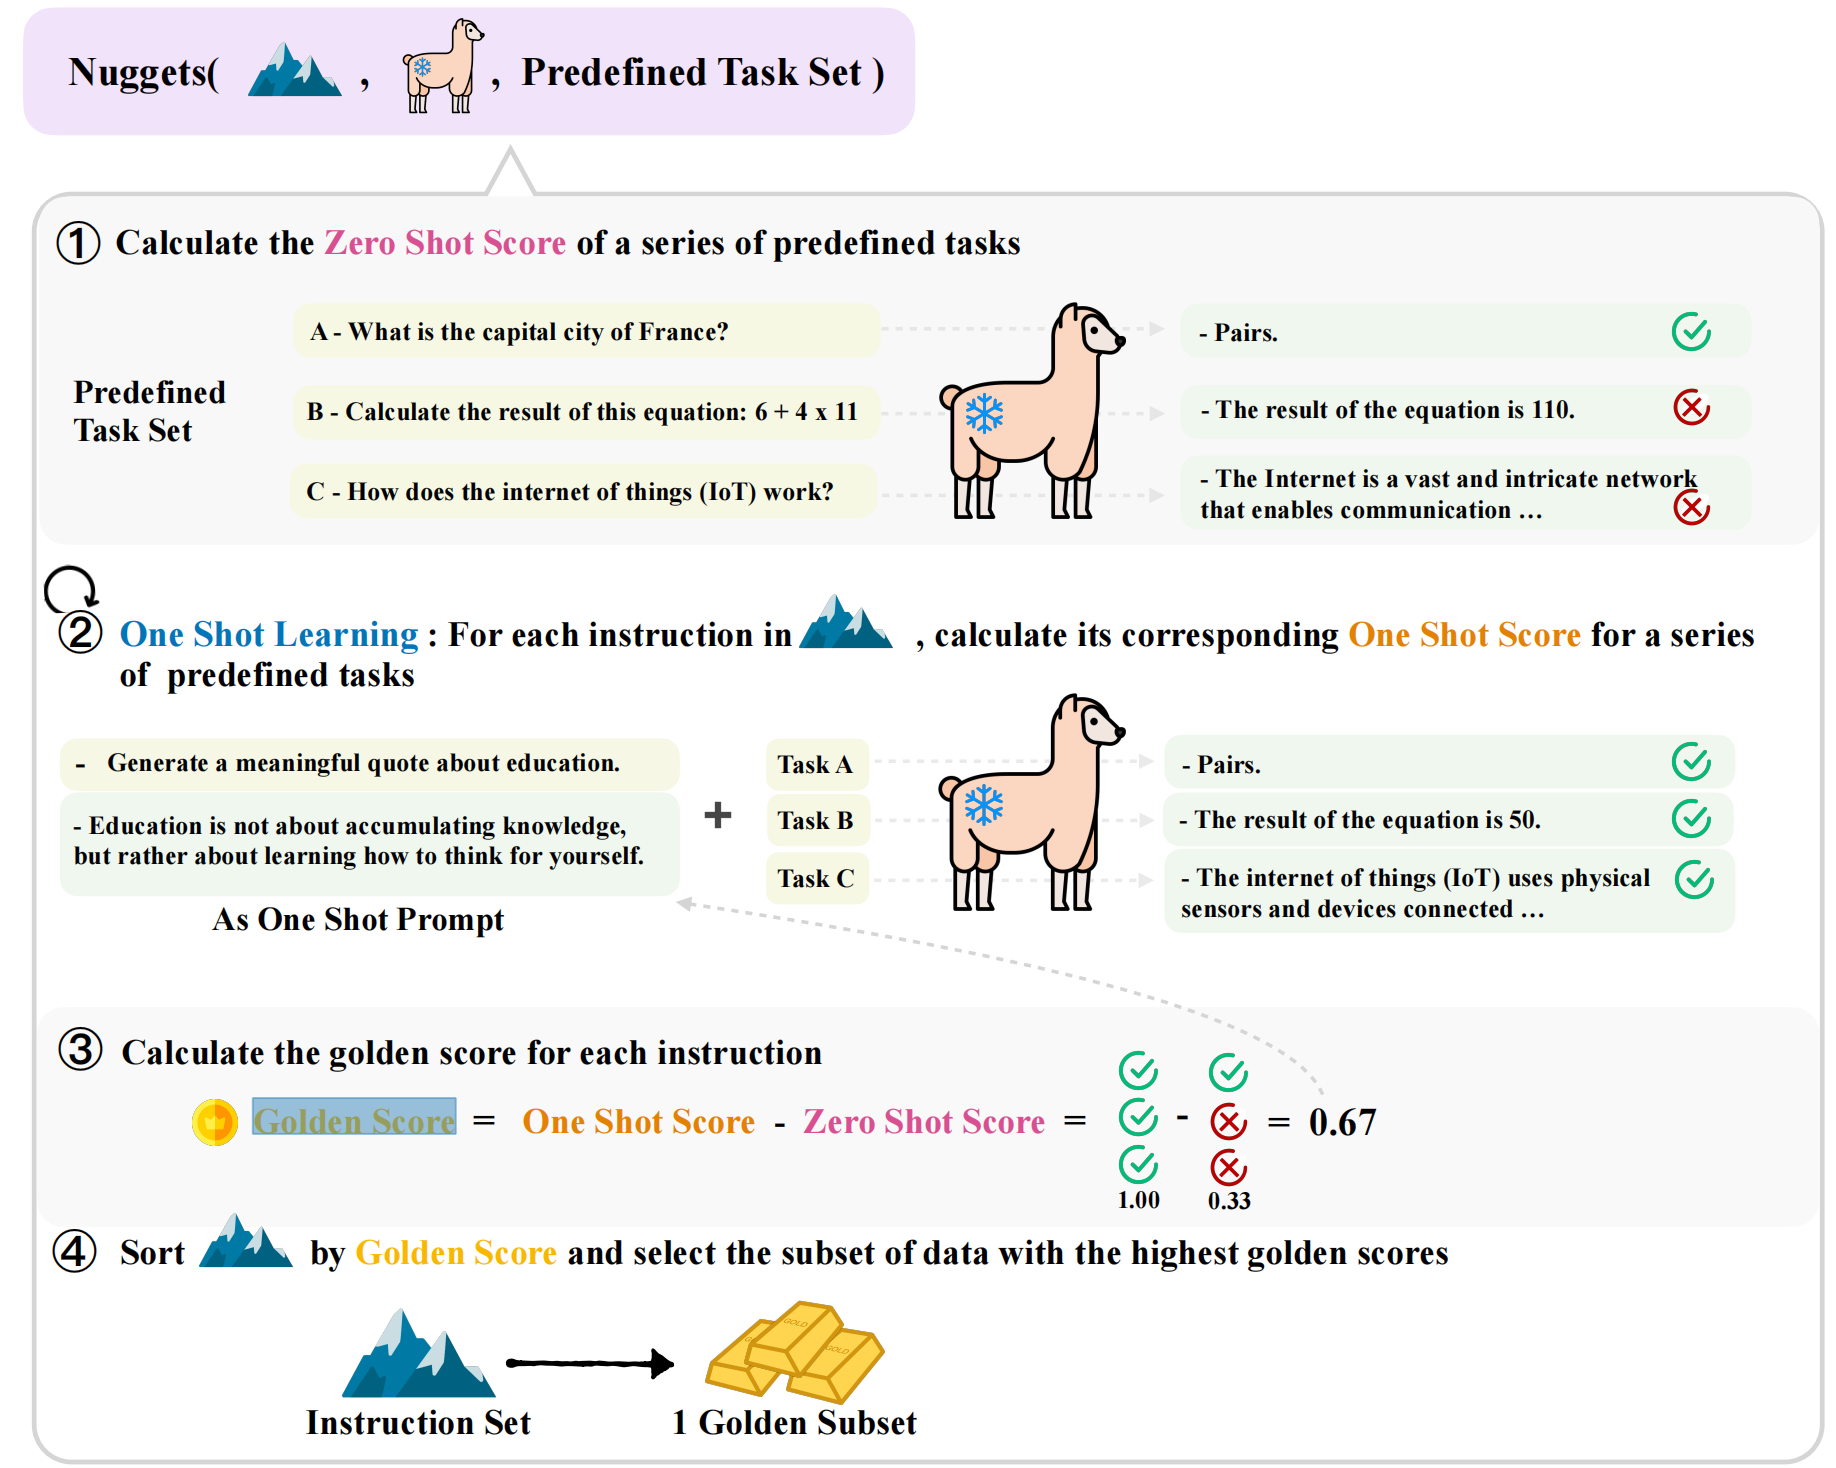 Nuggets( , , Predefined Task Set )
① Calculate the Zero Shot Score of a series of predefined tasks
Predefined
Task Set
A - What is the capital city of France?
- Pairs.
B - Calculate the result of this equation: 6 + 4 x 11
- The result of the equation is 110.
C - How does the internet of things (IoT) work?
- The Internet is a vast and intricate network
that enables communication …
② One Shot Learning : For each instruction in , calculate its corresponding One Shot Score for a series
of predefined tasks
- Generate a meaningful quote about education.
- Education is not about accumulating knowledge,
but rather about learning how to think for yourself.
As One Shot Prompt
+
Task A
- Pairs.
Task B
- The result of the equation is 50.
Task C
- The internet of things (IoT) uses physical
sensors and devices connected …
③ Calculate the golden score for each instruction
Golden Score = One Shot Score - Zero Shot Score = - = 0.67
1.00 0.33
④ Sort by Golden Score and select the subset of data with the highest golden scores
GOLD
GOLD
Instruction Set
1 Golden Subset